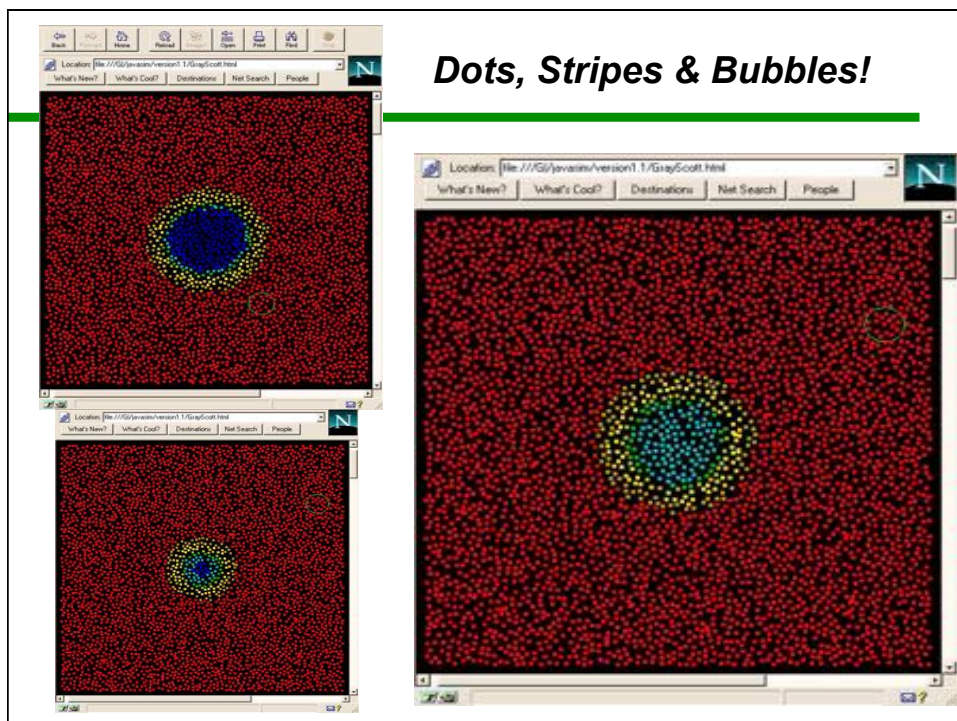 Dots, Stripes & Bubbles!
Back Forward Home Reload Open Print Find Stop
Location: file:///G|/javasim/version1.1/GrayScott.html
N
What's New? What's Cool? Destinations Net Search People
Location: file:///G|/javasim/version1.1/GrayScott.html
N
What's New? What's Cool? Destinations Net Search People
Location: file:///G|/javasim/version1.1/GrayScott.html
N
What's New? What's Cool? Destinations Net Search People